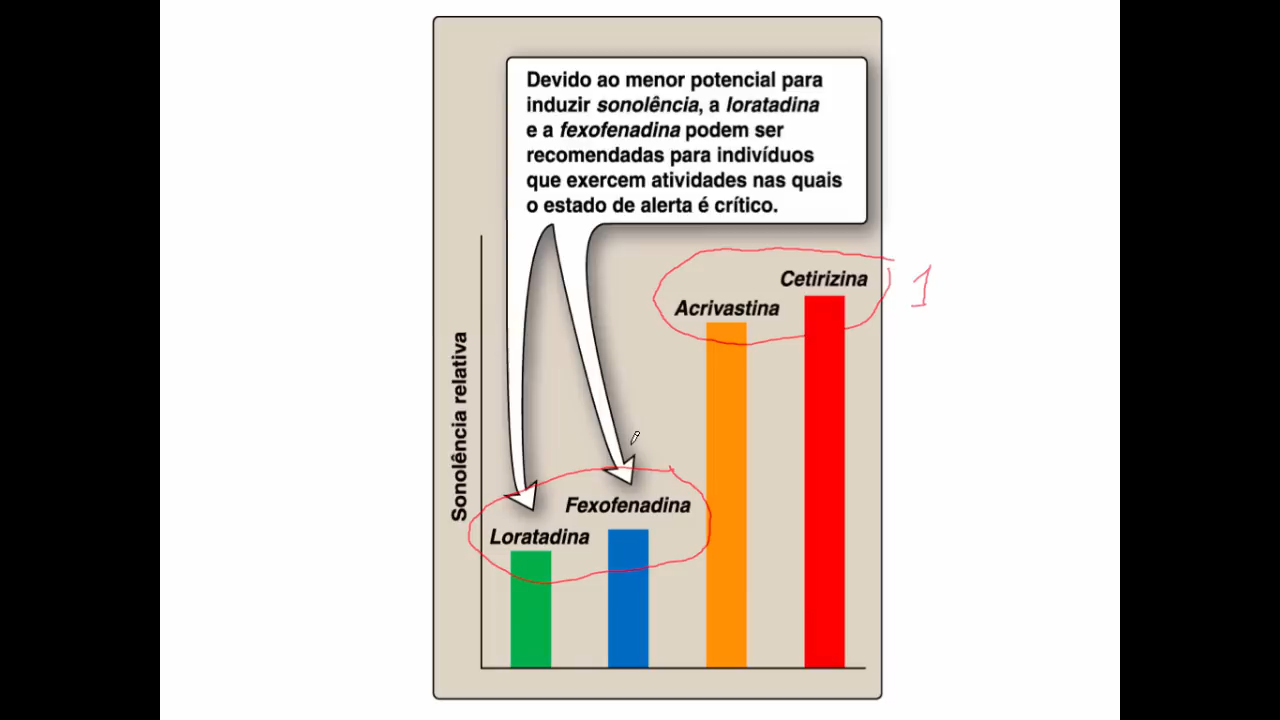 Devido ao menor potencial para
induzir sonolência, a loratadina
e a fexofenadina podem ser
recomendadas para indivíduos
que exercem atividades nas quais
o estado de alerta é crítico.
Cetirizina
1
Acrivastina
Sonolência relativa
Fexofenadina
Loratadina